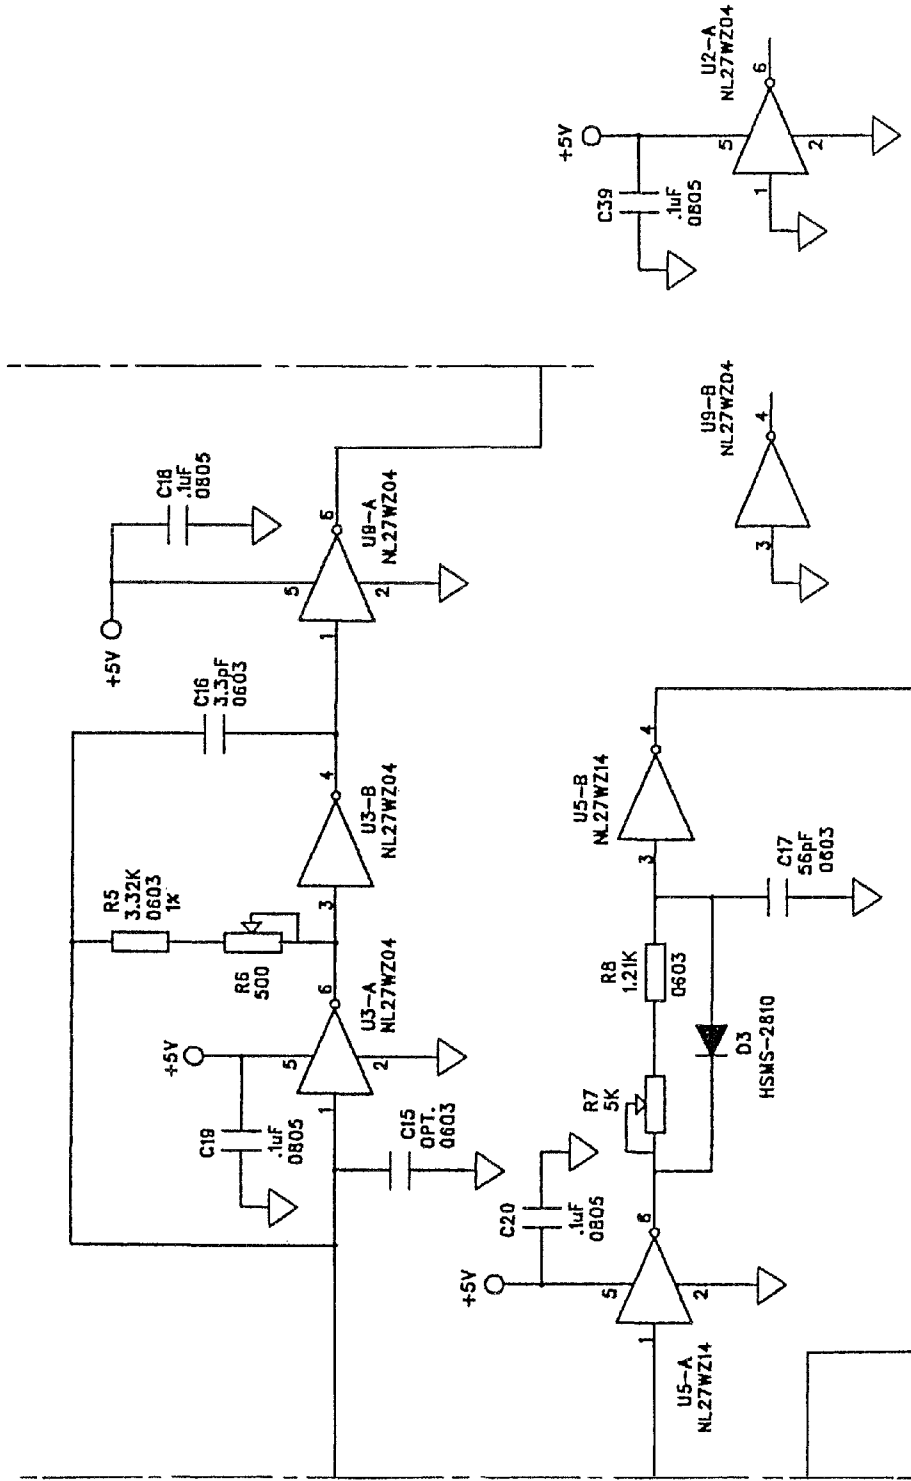 +5V
C18
.1uF
0805
C16
3.3pF
0603
R5
3.32K
0603
1%
R6
500
+5V
C19
.1uF
0805
5
1
6
2
U3-A
NL27WZ04
3
4
U3-B
NL27WZ04
5
1
6
2
U9-A
NL27WZ04
C15
OPT.
0603
+5V
C20
.1uF
0805
5
1
6
2
U5-A
NL27WZ14
R7
5K
R8
1.21K
0603
D3
HSMS-2810
U5-B
NL27WZ14
3
4
C17
56pF
0603
U9-B
NL27WZ04
3
4
+5V
C39
.1uF
0805
U2-A
NL27WZ04
5
1
6
2